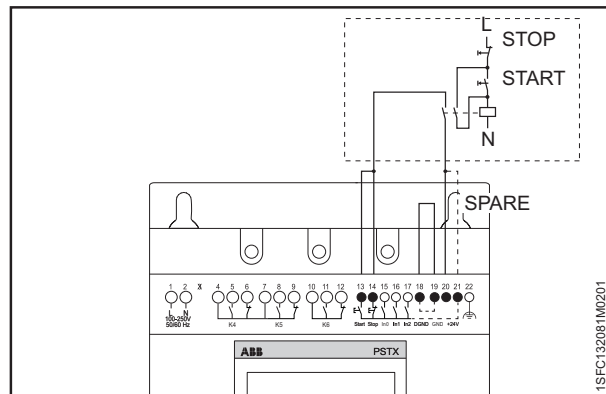 L
STOP
START
N
SPARE
1 2 4 5 6 7 8 9 10 11 12 13 14 15 16 17 18 19 20 21 22
L N
100-250V
50/60 Hz
K4 K5 K6 Start Stop In0 In1 In2 DGND GND +24V
ABB PSTX
1SFC132081M0201